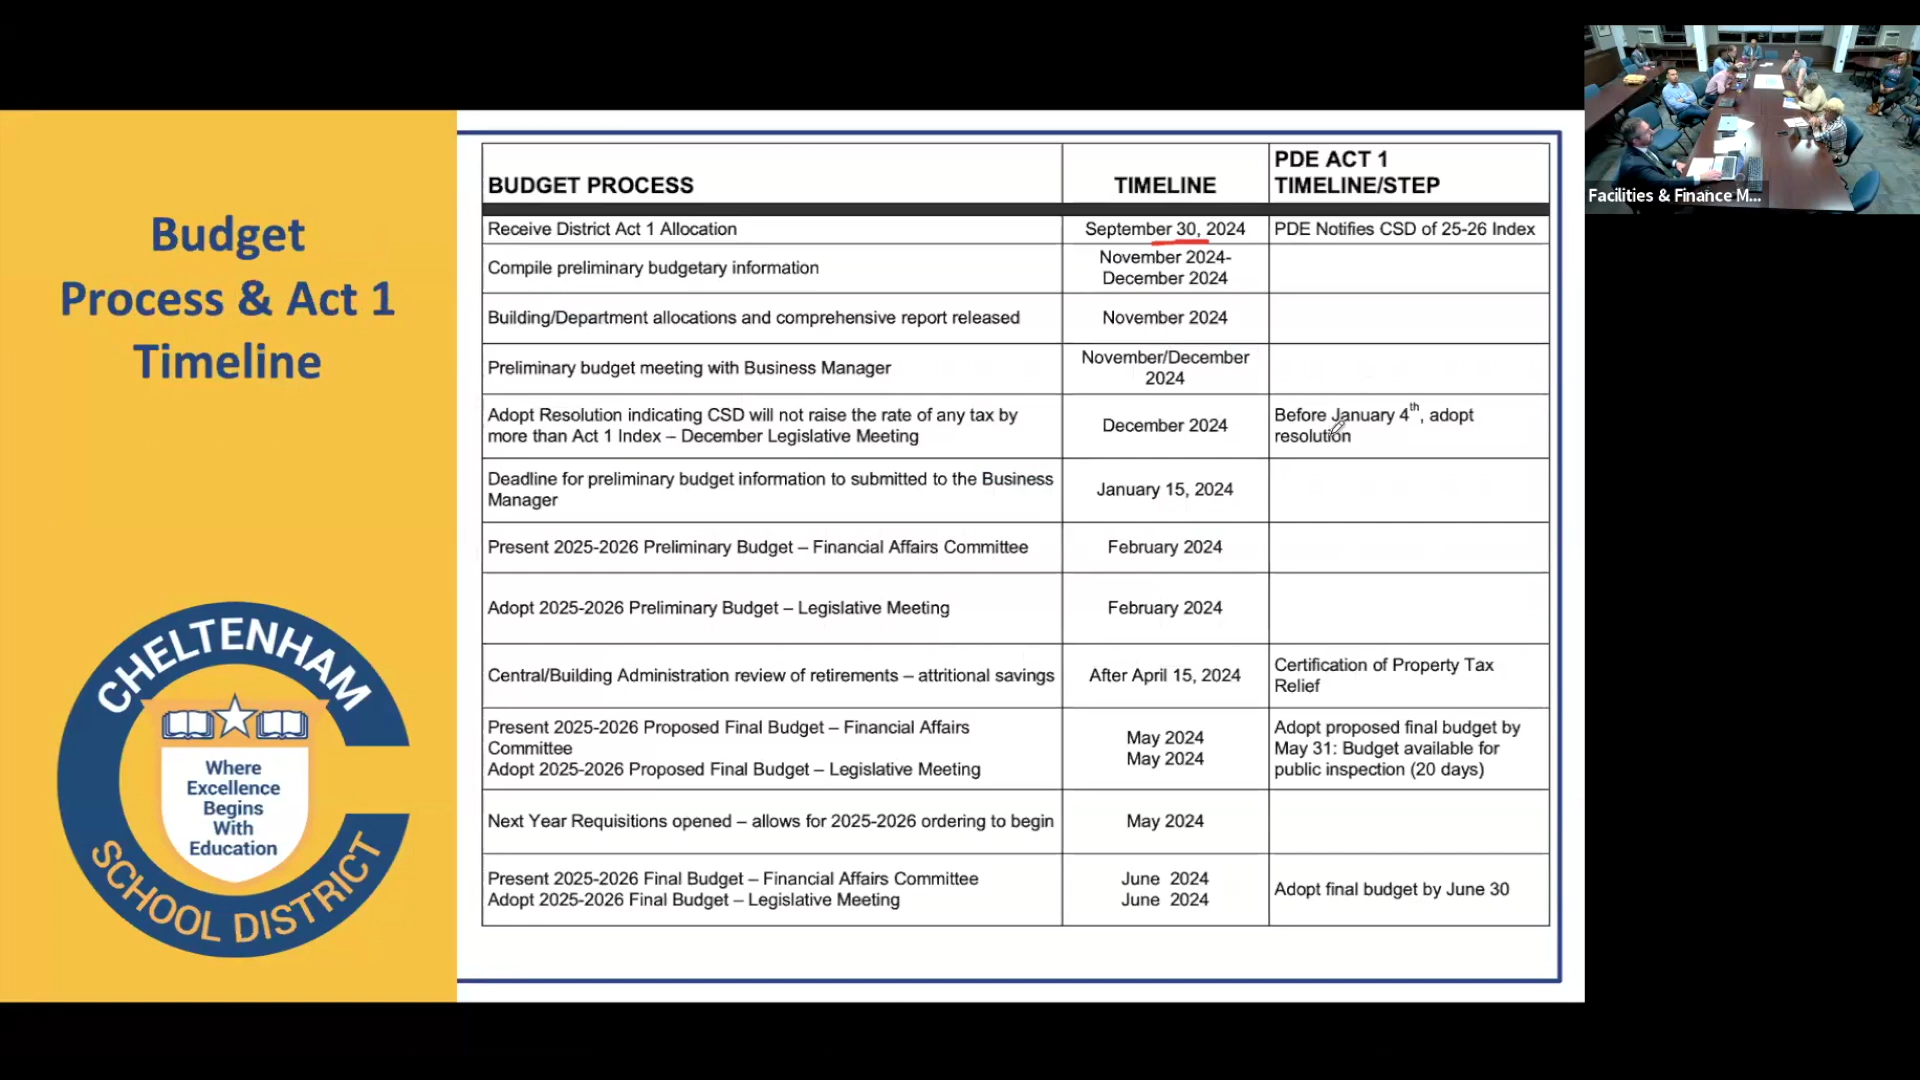 Budget
Process & Act 1
Timeline
CHELTENHAM
Where
Excellence
Begins
With
Education
SCHOOL DISTRICT
BUDGET PROCESS
TIMELINE
PDE ACT 1
TIMELINE/STEP
Receive District Act 1 Allocation
September 30, 2024
PDE Notifies CSD of 25-26 Index
Compile preliminary budgetary information
November 2024-
December 2024
Building/Department allocations and comprehensive report released
November 2024
Preliminary budget meeting with Business Manager
November/December
2024
Adopt Resolution indicating CSD will not raise the rate of any tax by
more than Act 1 Index – December Legislative Meeting
December 2024
Before January 4th, adopt
resolution
Deadline for preliminary budget information to submitted to the Business
Manager
January 15, 2024
Present 2025-2026 Preliminary Budget – Financial Affairs Committee
February 2024
Adopt 2025-2026 Preliminary Budget – Legislative Meeting
February 2024
Central/Building Administration review of retirements – attritional savings
After April 15, 2024
Certification of Property Tax
Relief
Present 2025-2026 Proposed Final Budget – Financial Affairs
Committee
Adopt 2025-2026 Proposed Final Budget – Legislative Meeting
May 2024
May 2024
Adopt proposed final budget by
May 31: Budget available for
public inspection (20 days)
Next Year Requisitions opened – allows for 2025-2026 ordering to begin
May 2024
Present 2025-2026 Final Budget – Financial Affairs Committee
Adopt 2025-2026 Final Budget – Legislative Meeting
June 2024
June 2024
Adopt final budget by June 30
Facilities & Finance M...